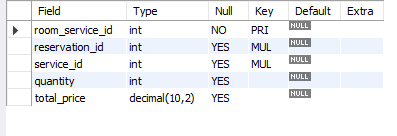 Field Type Null Key Default Extra
room_service_id int NO PRI NULL
reservation_id int YES MUL NULL
service_id int YES MUL NULL
quantity int YES NULL
total_price decimal(10,2) YES NULL